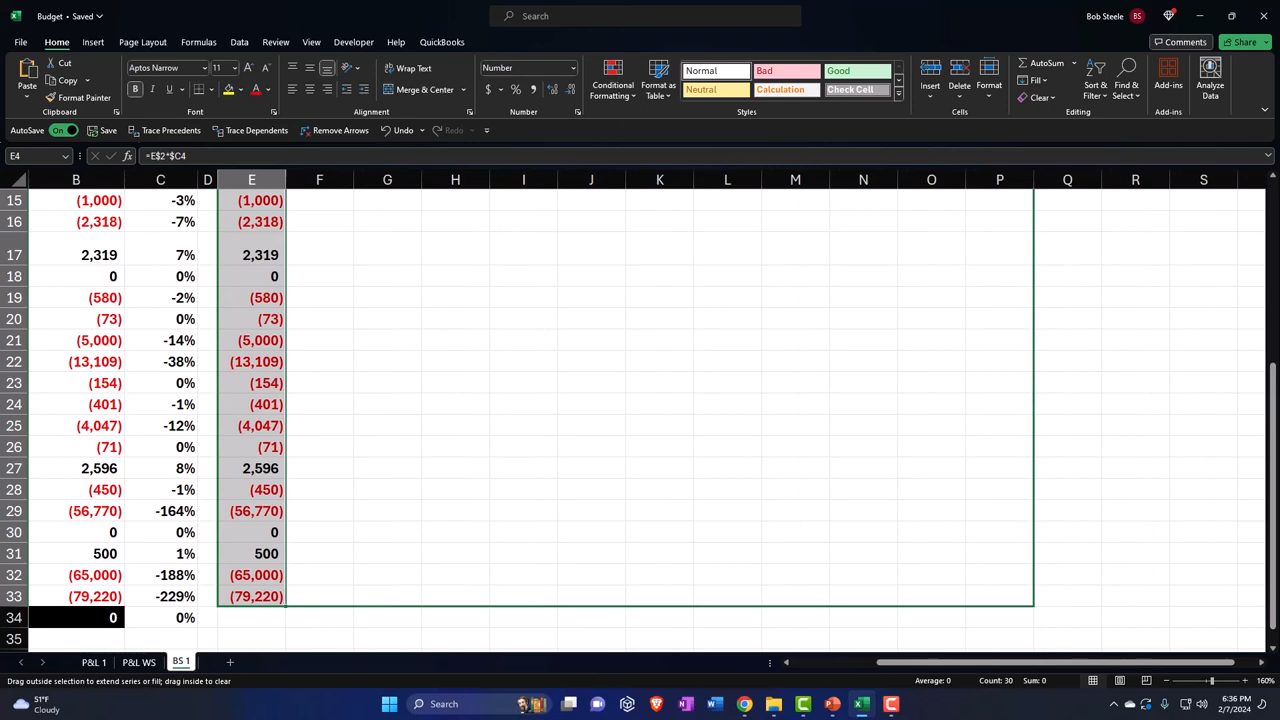 Budget • Saved
Search
Bob Steele BS
File Home Insert Page Layout Formulas Data Review View Developer Help QuickBooks
Comments Share
Paste
Cut
Copy
Format Painter
Clipboard
Aptos Narrow 11
Font
Wrap Text
Merge & Center
Alignment
Number
Number
Conditional Formatting
Format as Table
Normal Bad Good
Neutral Calculation Check Cell
Styles
Insert Delete Format
Cells
AutoSum
Fill
Clear
Sort & Filter
Find & Select
Editing
Add-ins
Add-ins
Analyze Data
AutoSave On Save Trace Precedents Trace Dependents Remove Arrows Undo Redo
E4 fx =E$2*$C4
B C D E F G H I J K L M N O P Q R S
15 (1,000) -3% (1,000)
16 (2,318) -7% (2,318)
17 2,319 7% 2,319
18 0 0% 0
19 (580) -2% (580)
20 (73) 0% (73)
21 (5,000) -14% (5,000)
22 (13,109) -38% (13,109)
23 (154) 0% (154)
24 (401) -1% (401)
25 (4,047) -12% (4,047)
26 (71) 0% (71)
27 2,596 8% 2,596
28 (450) -1% (450)
29 (56,770) -164% (56,770)
30 0 0% 0
31 500 1% 500
32 (65,000) -188% (65,000)
33 (79,220) -229% (79,220)
34 0 0%
35
P&L 1 P&L WS BS 1
Drag outside selection to extend series or fill; drag inside to clear
Average: 0 Count: 30 Sum: 0 160%
51°F
Cloudy
Search
6:36 PM
2/7/2024